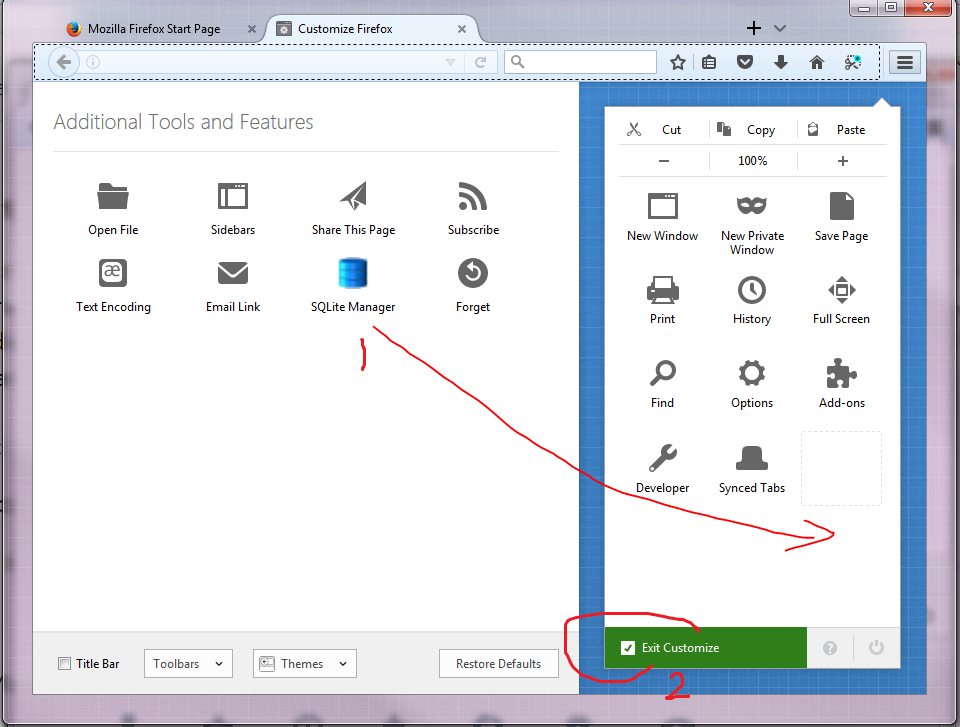 Mozilla Firefox Start Page
Customize Firefox
Additional Tools and Features
Open File
Sidebars
Share This Page
Subscribe
æ
Text Encoding
Email Link
SQLite Manager
Forget
1
Cut
Copy
Paste
100%
New Window
New Private
Window
Save Page
Print
History
Full Screen
Find
Options
Add-ons
Developer
Synced Tabs
Title Bar
Toolbars
Themes
Restore Defaults
Exit Customize
?
2